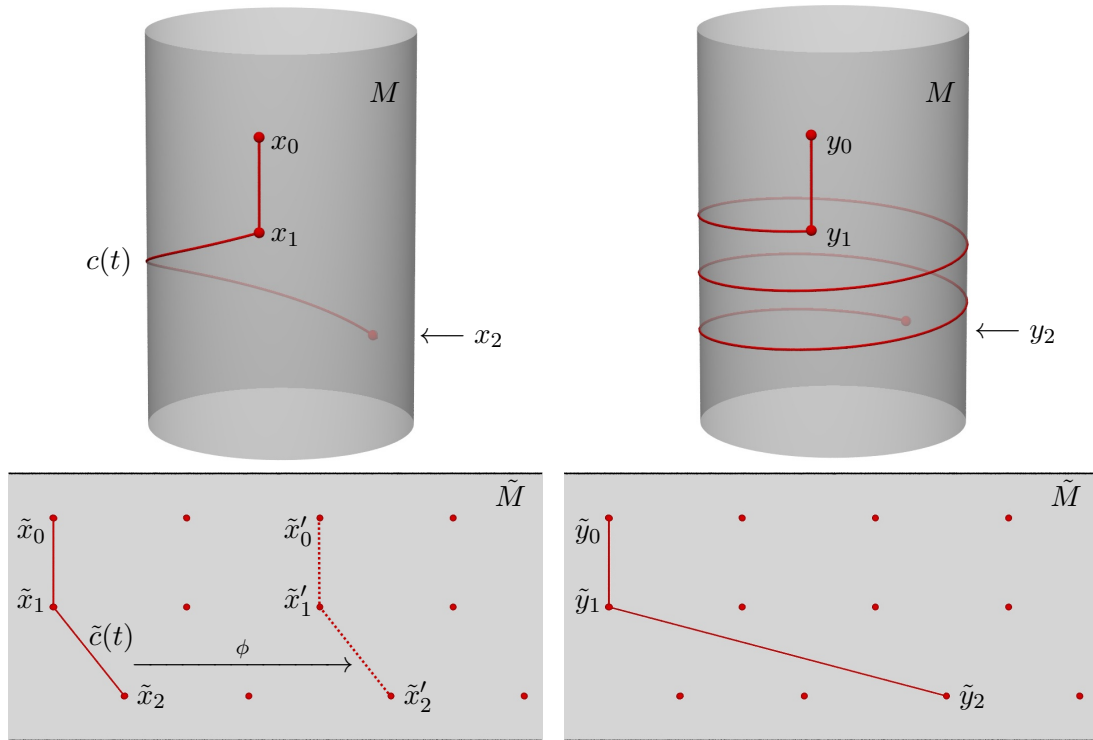 M
x₀
x₁
c(t)
x₂
M
y₀
y₁
y₂
M̃
x̃₀
x̃′₀
x̃₁
x̃′₁
c̃(t)
ϕ
x̃₂
x̃′₂
M̃
ỹ₀
ỹ₁
ỹ₂